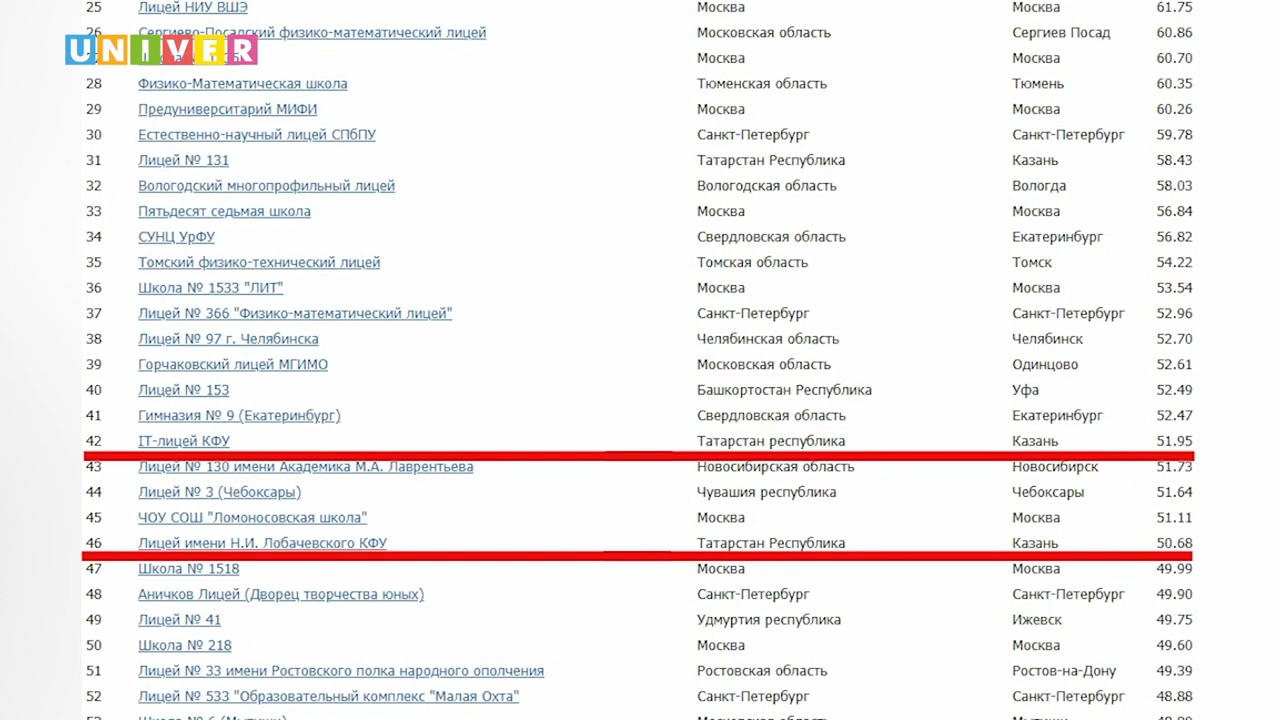 25 Лицей НИУ ВШЭ Москва Москва 61.75
26 Сергиево-Посадский физико-математический лицей Московская область Сергиев Посад 60.86
UNIVER
Москва Москва 60.70
28 Физико-Математическая школа Тюменская область Тюмень 60.35
29 Предуниверситарий МИФИ Москва Москва 60.26
30 Естественно-научный лицей СПбПУ Санкт-Петербург Санкт-Петербург 59.78
31 Лицей № 131 Татарстан Республика Казань 58.43
32 Вологодский многопрофильный лицей Вологодская область Вологда 58.03
33 Пятьдесят седьмая школа Москва Москва 56.84
34 СУНЦ УрФУ Свердловская область Екатеринбург 56.82
35 Томский физико-технический лицей Томская область Томск 54.22
36 Школа № 1533 "ЛИТ" Москва Москва 53.54
37 Лицей № 366 "Физико-математический лицей" Санкт-Петербург Санкт-Петербург 52.96
38 Лицей № 97 г. Челябинска Челябинская область Челябинск 52.70
39 Горчаковский лицей МГИМО Московская область Одинцово 52.61
40 Лицей № 153 Башкортостан Республика Уфа 52.49
41 Гимназия № 9 (Екатеринбург) Свердловская область Екатеринбург 52.47
42 IT-лицей КФУ Татарстан республика Казань 51.95
43 Лицей № 130 имени Академика М.А. Лаврентьева Новосибирская область Новосибирск 51.73
44 Лицей № 3 (Чебоксары) Чувашия республика Чебоксары 51.64
45 ЧОУ СОШ "Ломоносовская школа" Москва Москва 51.11
46 Лицей имени Н.И. Лобачевского КФУ Татарстан Республика Казань 50.68
47 Школа № 1518 Москва Москва 49.99
48 Аничков Лицей (Дворец творчества юных) Санкт-Петербург Санкт-Петербург 49.90
49 Лицей № 41 Удмуртия республика Ижевск 49.75
50 Школа № 218 Москва Москва 49.60
51 Лицей № 33 имени Ростовского полка народного ополчения Ростовская область Ростов-на-Дону 49.39
52 Лицей № 533 "Образовательный комплекс "Малая Охта" Санкт-Петербург Санкт-Петербург 48.88